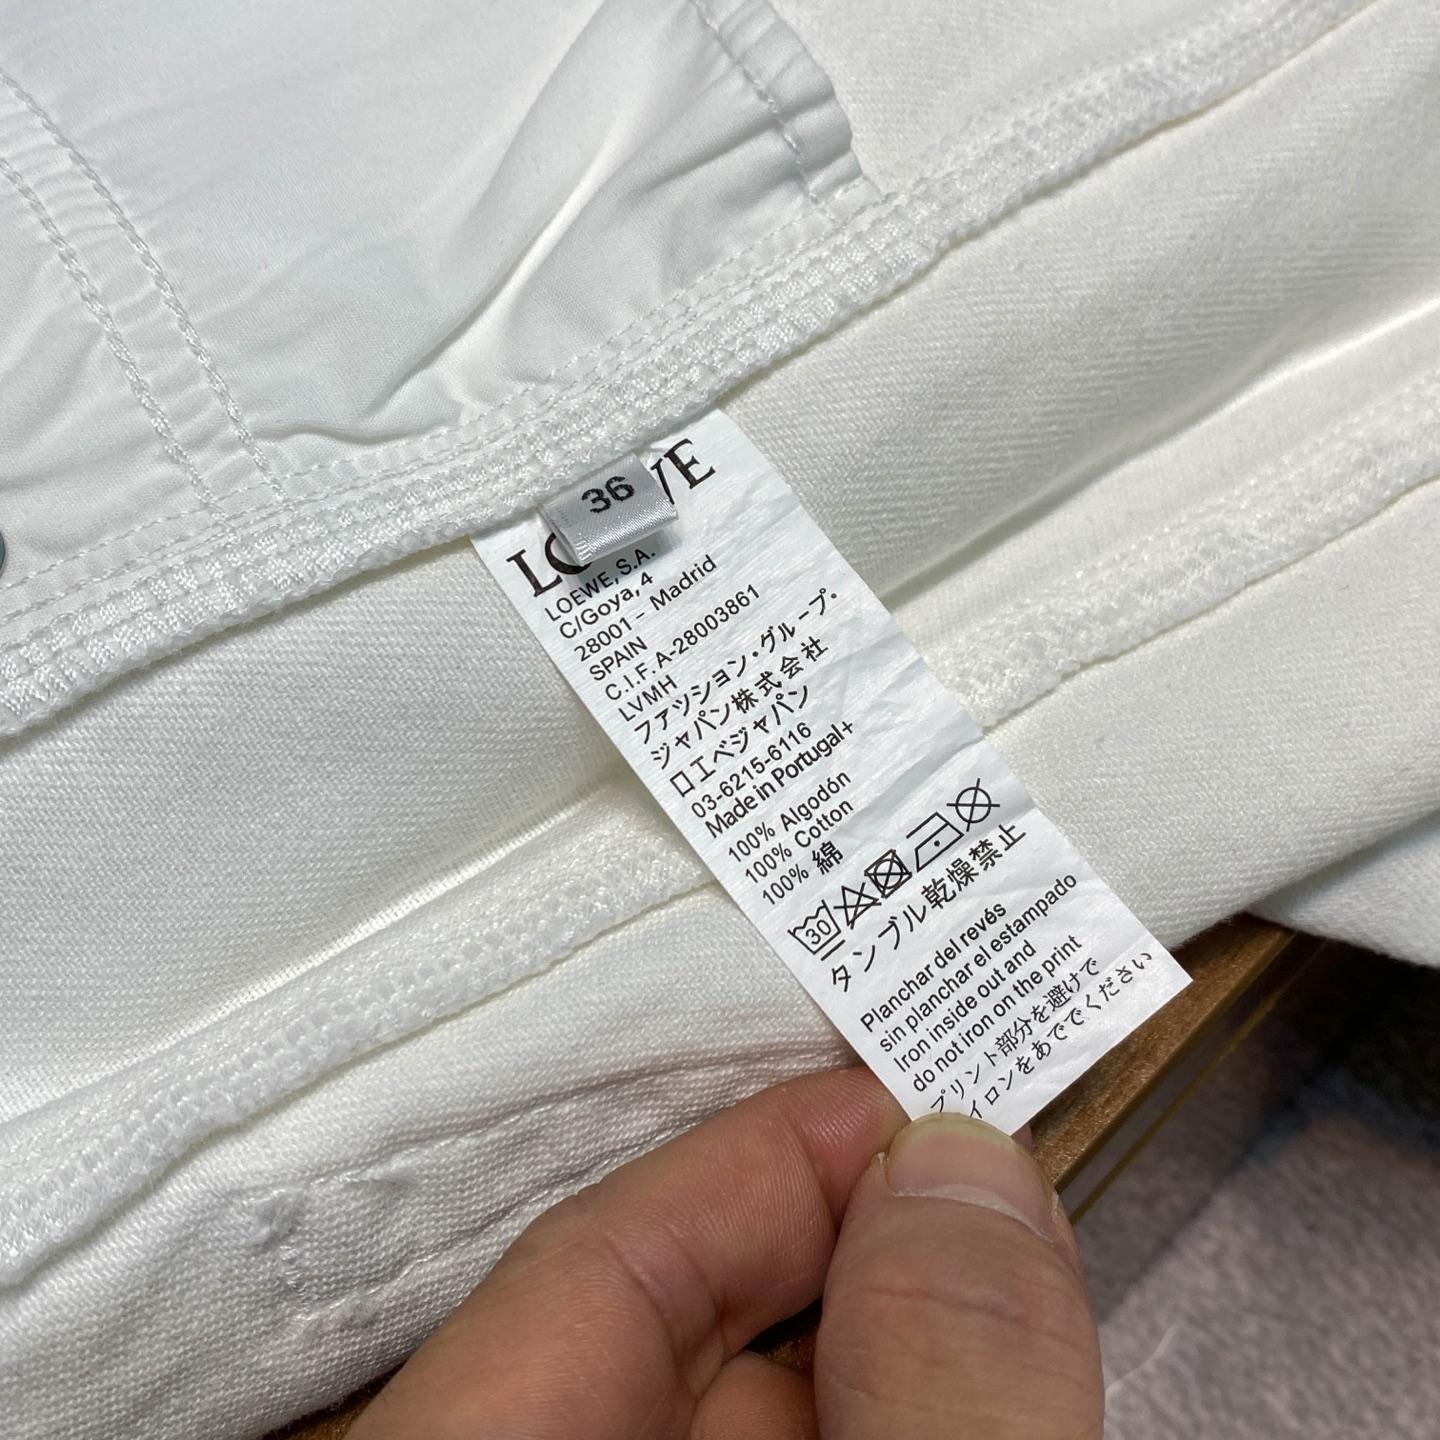 36
LOEWE, S.A.
C/Goya, 4
28001 – Madrid
SPAIN
C.I.F. A-28003861
LVMH
ファッション・グループ・
ジャパン株式会社
ロエベジャパン
03-6215-6116
Made in Portugal+
100% Algodón
100% Cotton
100% 綿
30
タンブル乾燥禁止
Planchar del revés
sin planchar el estampado
Iron inside out and
do not iron on the print
プリント部分を避けで
イロンをあででください